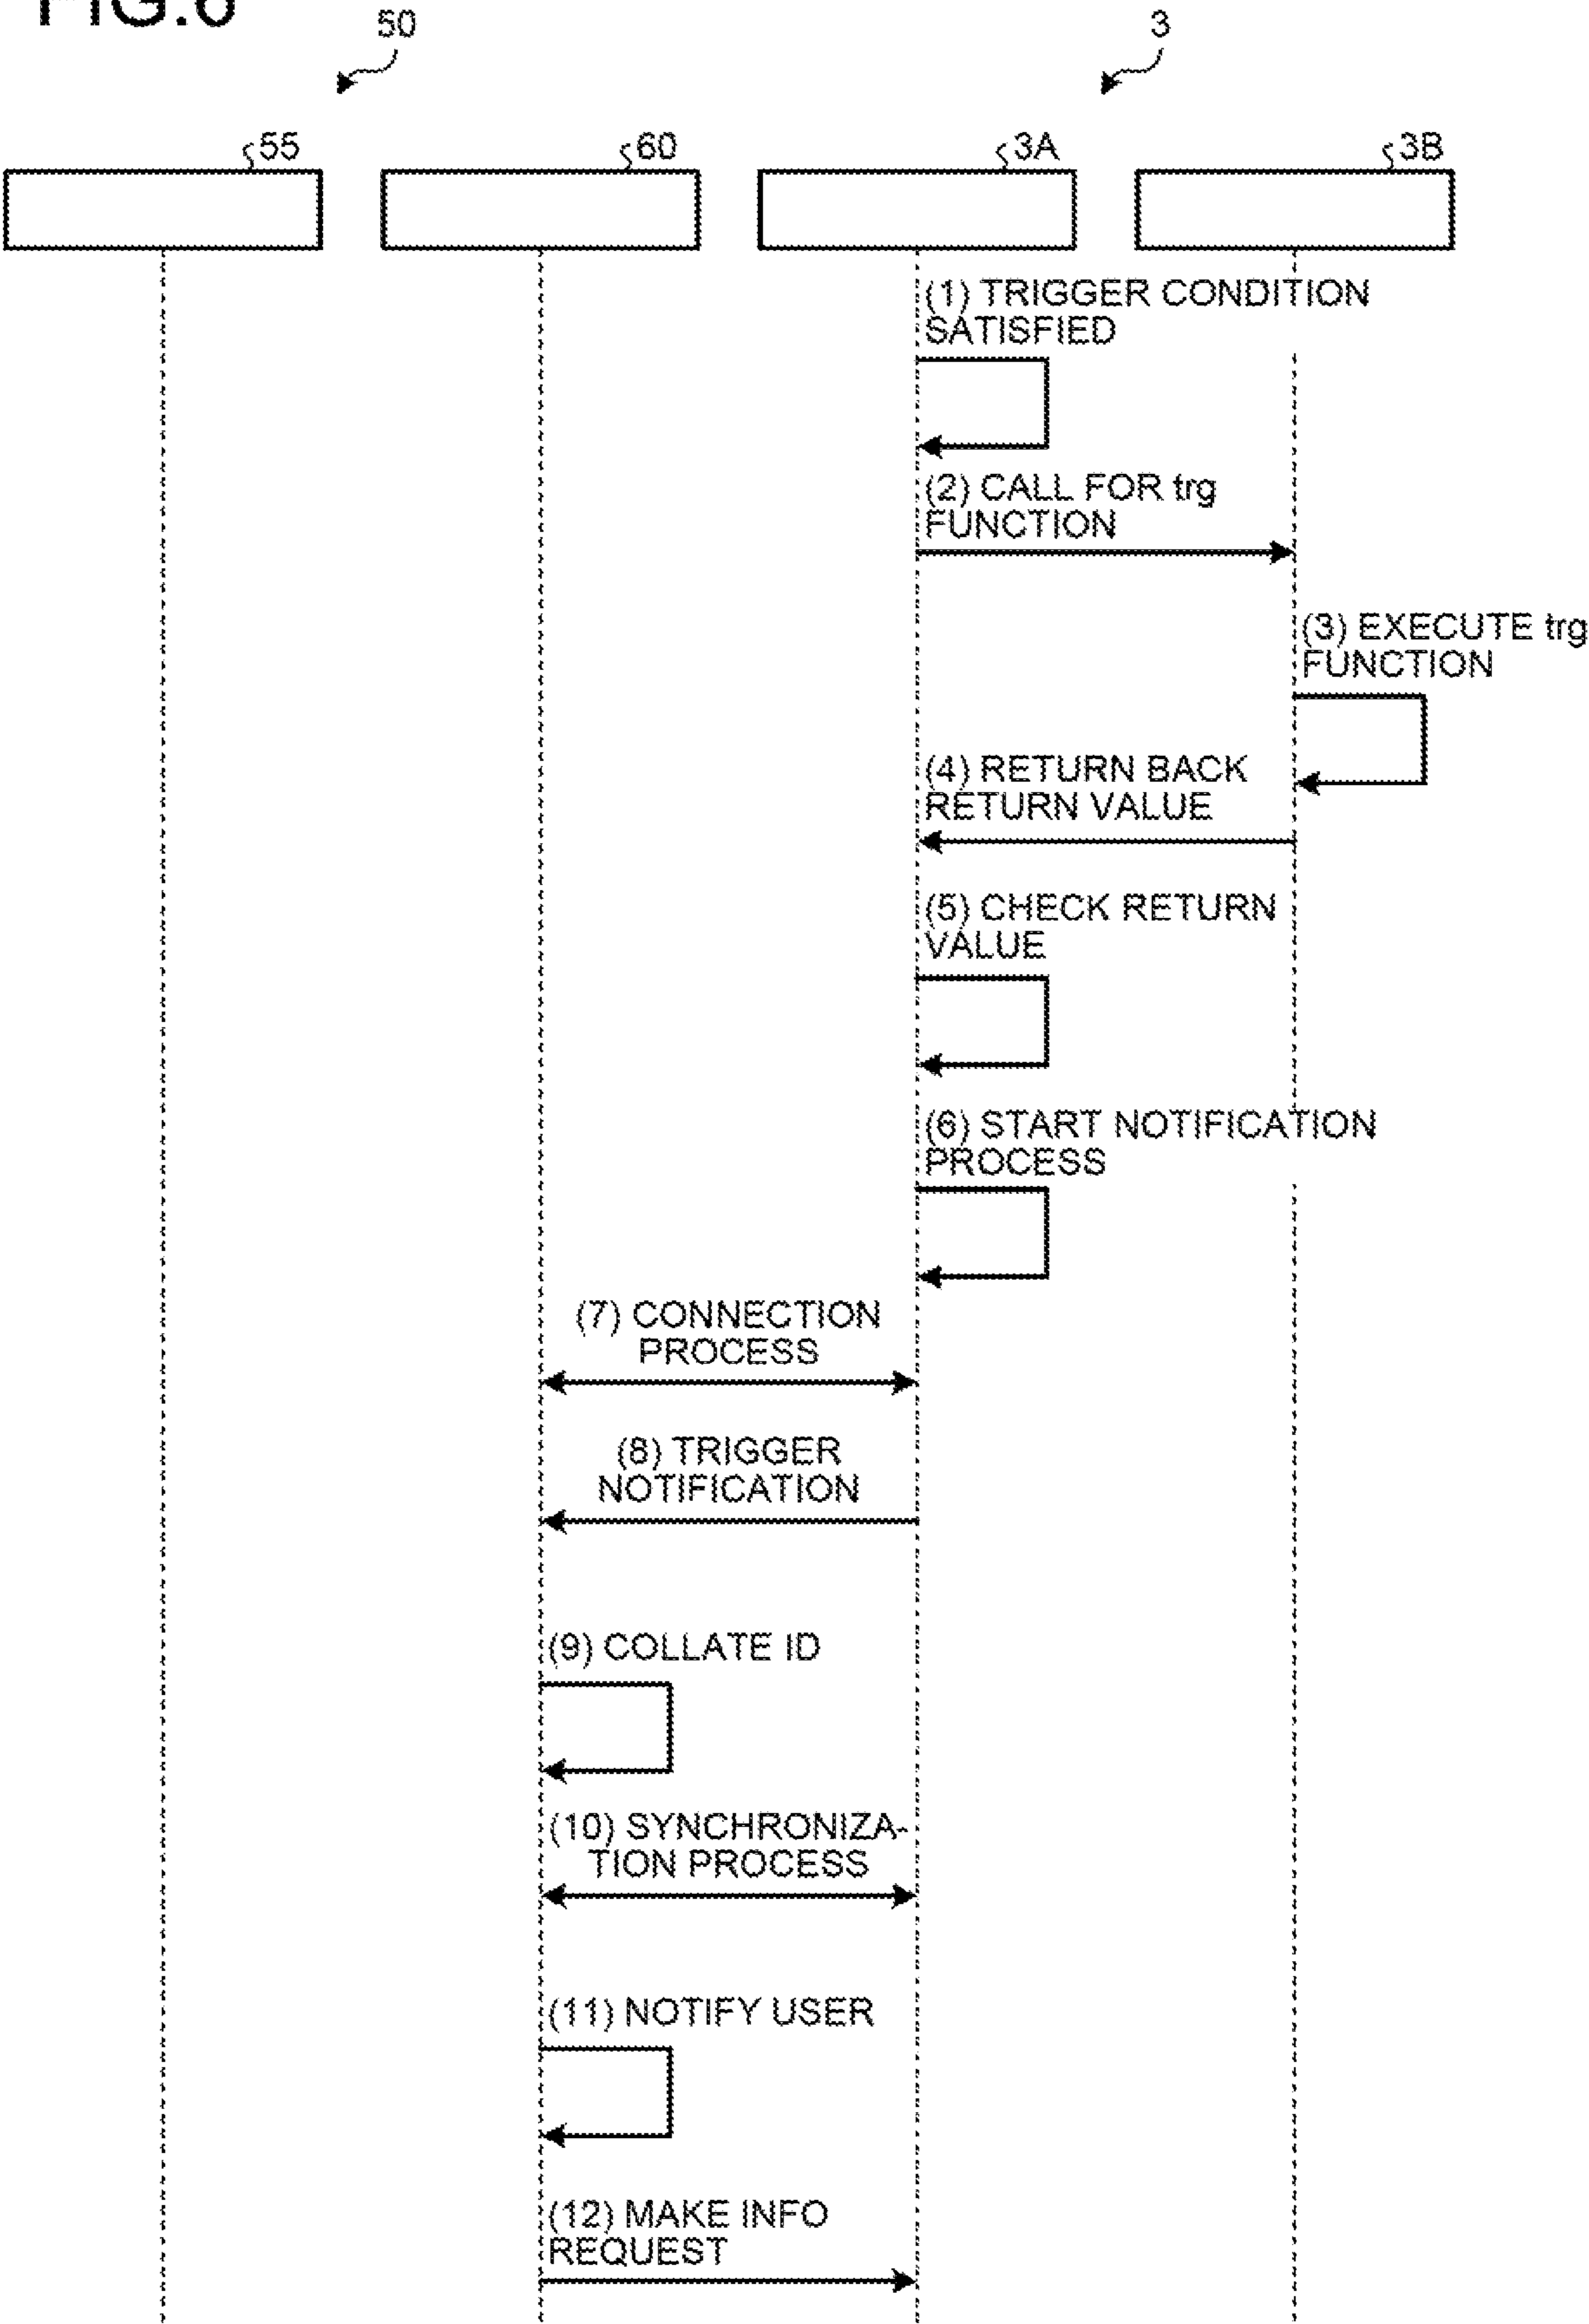 FIG.6
50
3
55
60
3A
3B
(1) TRIGGER CONDITION
SATISFIED
(2) CALL FOR trg
FUNCTION
(3) EXECUTE trg
FUNCTION
(4) RETURN BACK
RETURN VALUE
(5) CHECK RETURN
VALUE
(6) START NOTIFICATION
PROCESS
(7) CONNECTION
PROCESS
(8) TRIGGER
NOTIFICATION
(9) COLLATE ID
(10) SYNCHRONIZA-
TION PROCESS
(11) NOTIFY USER
(12) MAKE INFO
REQUEST